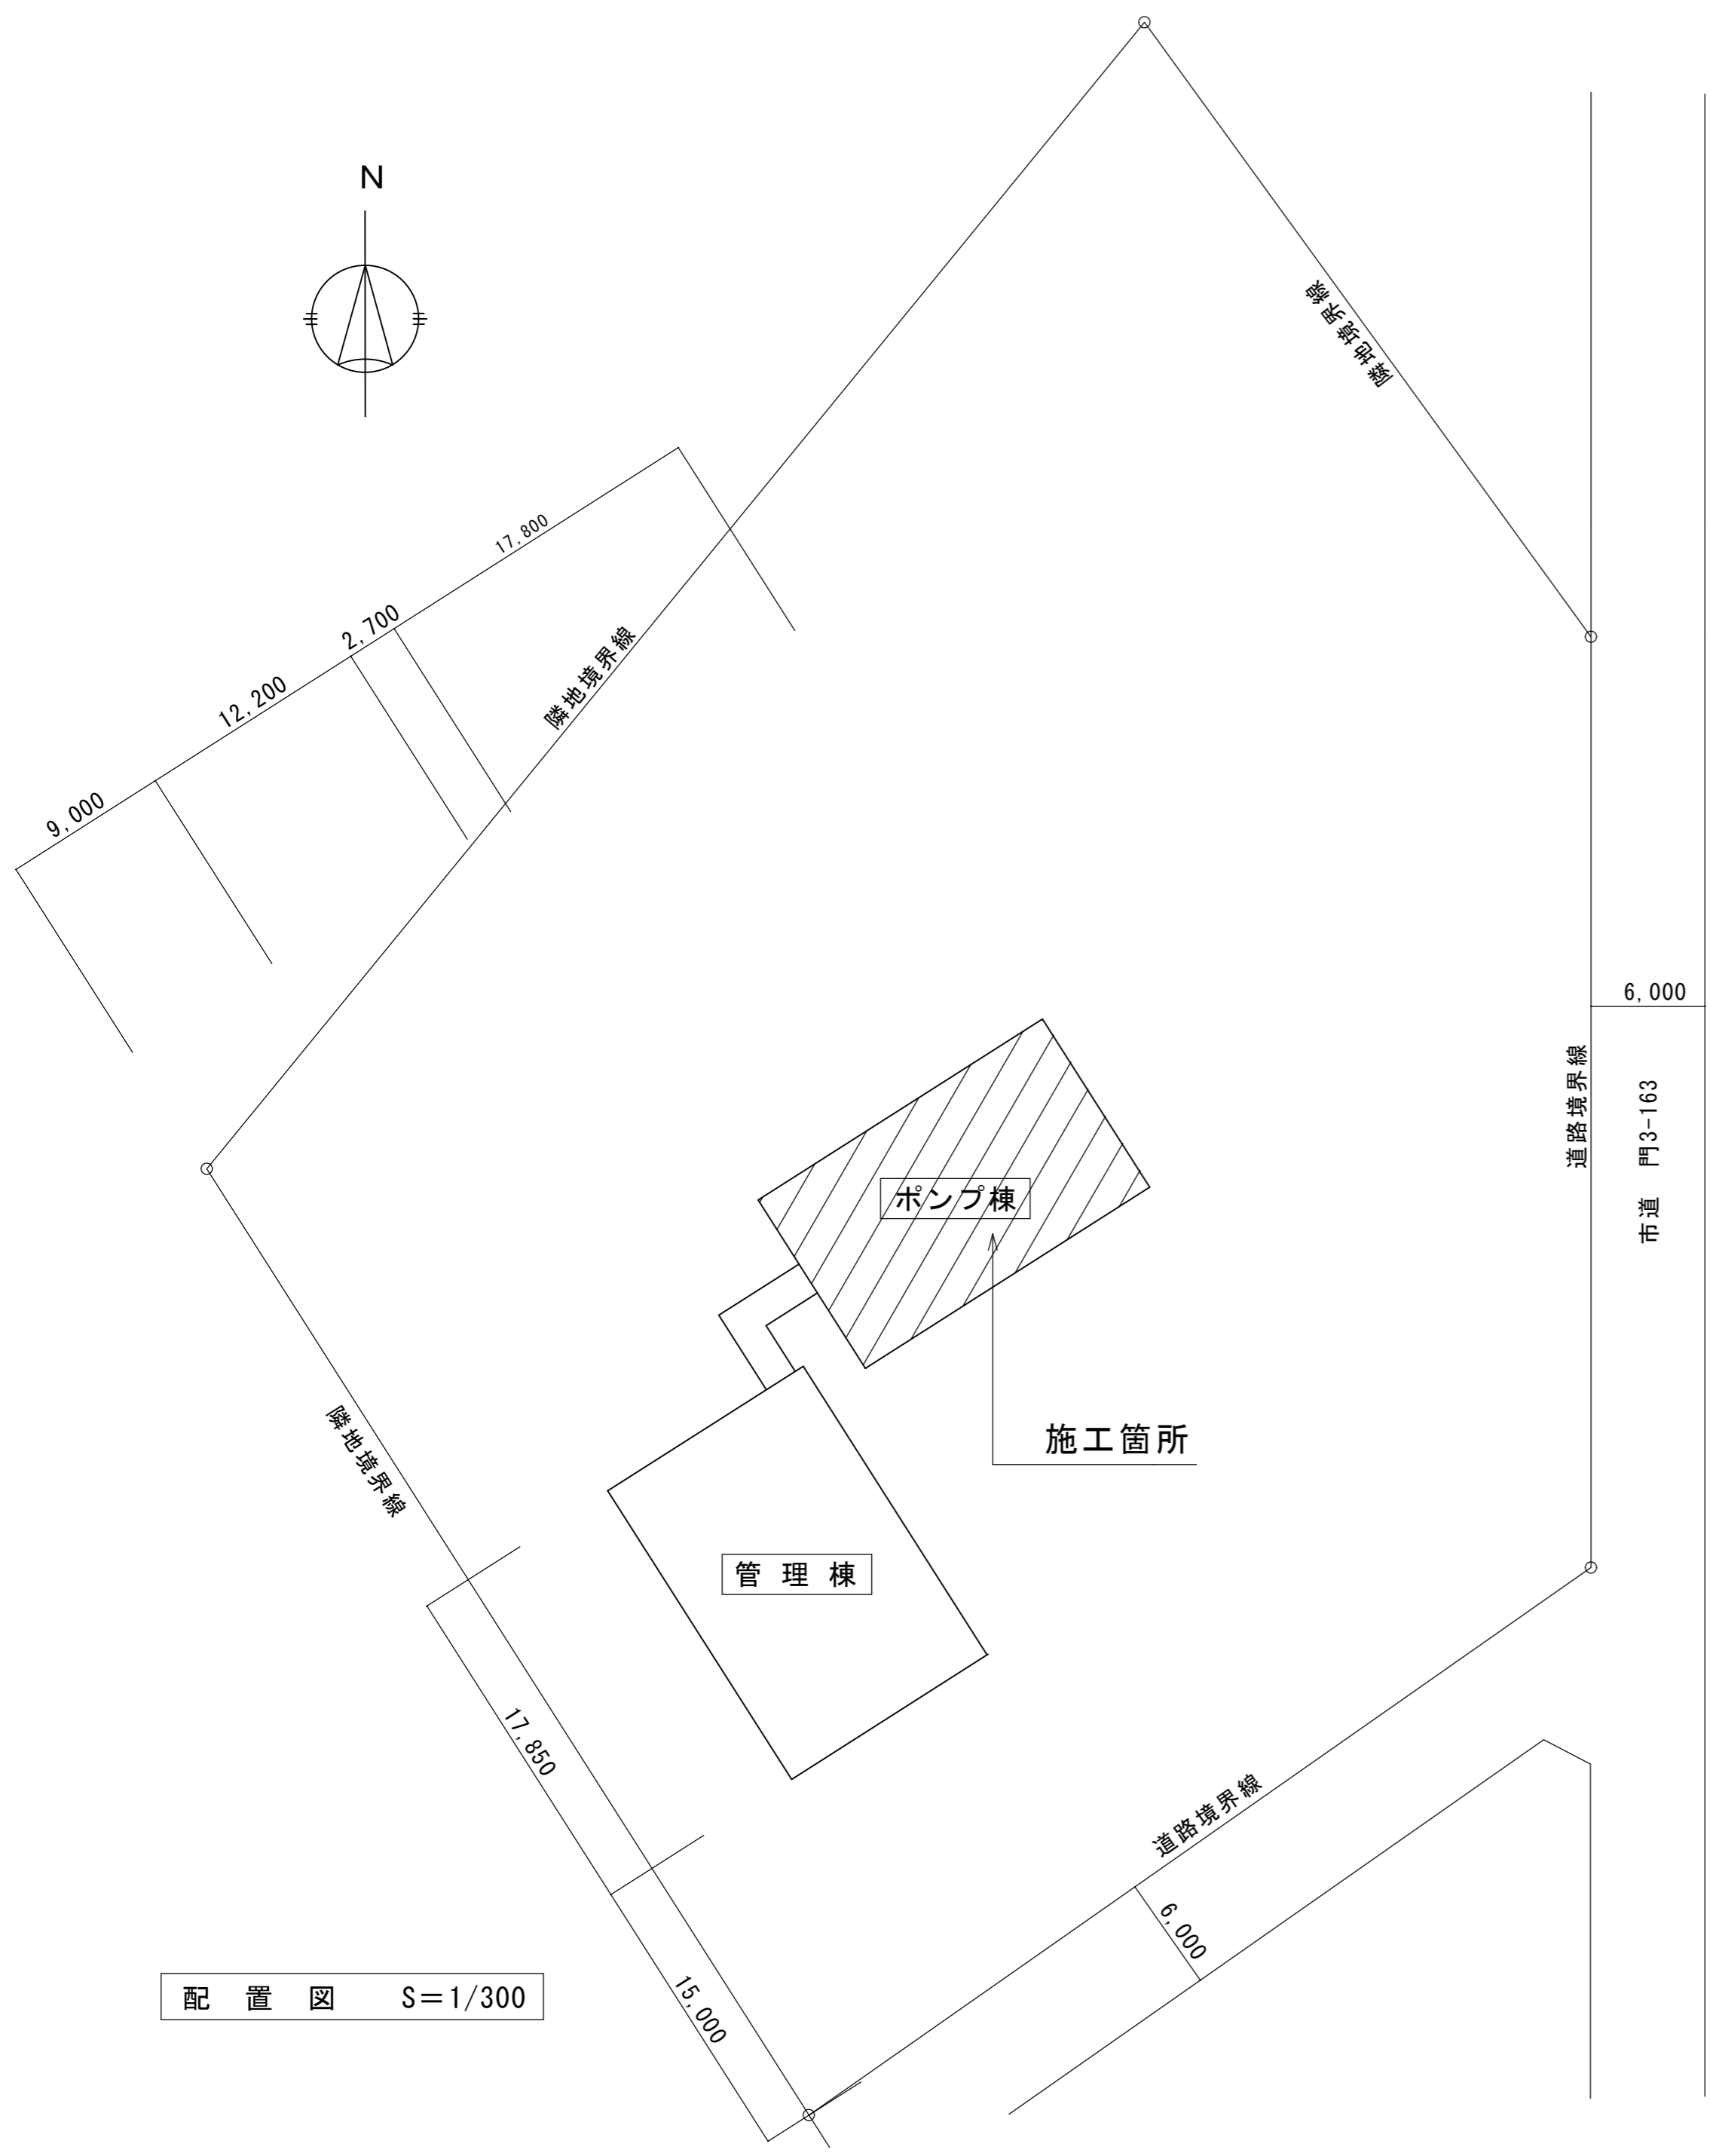 N
隣地境界線
17,800
2,700
隣地境界線
12,200
9,000
6,000
道路境界線
市道 門3-163
ポンプ棟
施工箇所
隣地境界線
管理棟
17,850
道路境界線
6,000
15,000
配置図 S=1/300